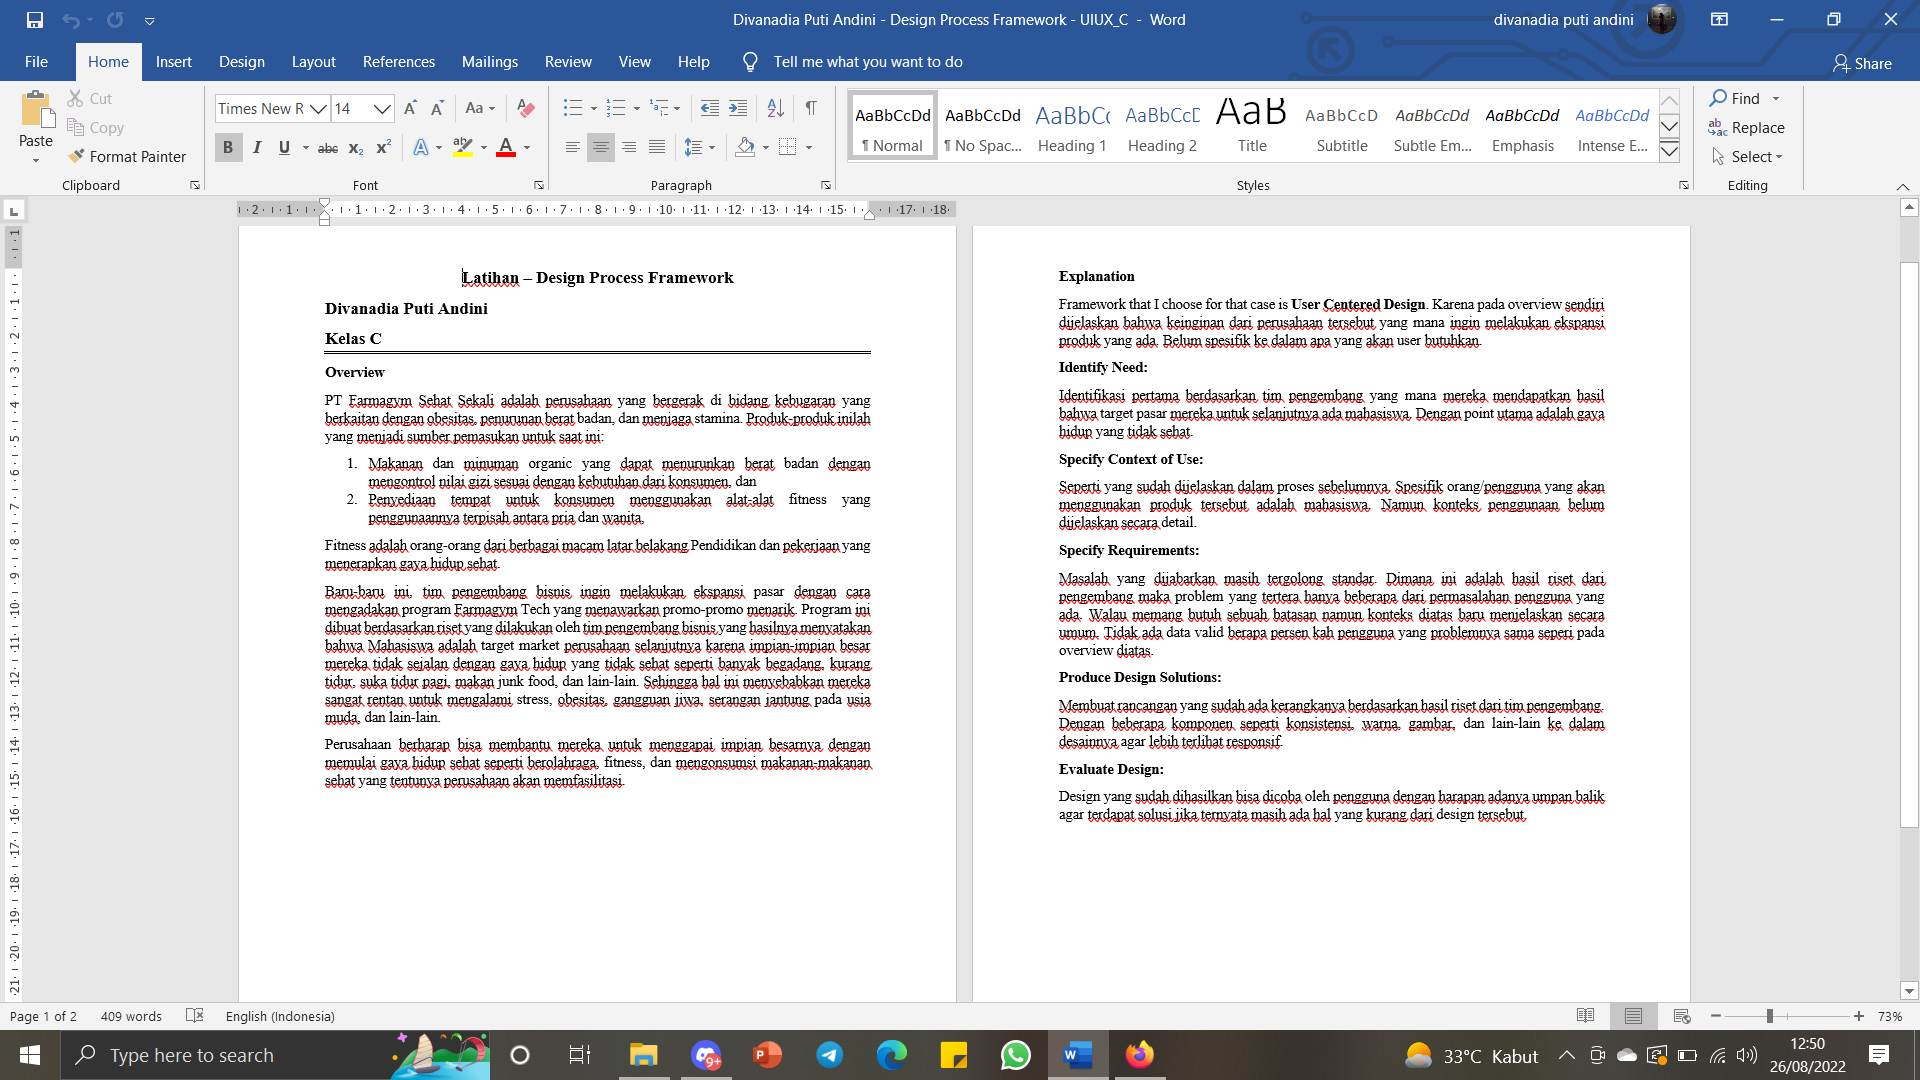 Divanadia Puti Andini - Design Process Framework - UIUX_C - Word
divanadia puti andini
File Home Insert Design Layout References Mailings Review View Help Tell me what you want to do
Share
Paste
Cut
Copy
Format Painter
Clipboard
Times New R 14
Font
Paragraph
AaBbCcDd AaBbCcDd AaBbCc AaBbCcD AaB AaBbCcD AaBbCcDd AaBbCcDd AaBbCcDd
¶ Normal ¶ No Spac... Heading 1 Heading 2 Title Subtitle Subtle Em... Emphasis Intense E...
Styles
Find
Replace
Select
Editing
Latihan – Design Process Framework
Divanadia Puti Andini
Kelas C
Overview
PT Farmagym Sehat Sekali adalah perusahaan yang bergerak di bidang kebugaran yang
berkaitan dengan obesitas, penurunan berat badan, dan menjaga stamina. Produk-produk inilah
yang menjadi sumber pemasukan untuk saat ini:
1. Makanan dan minuman organic yang dapat menurunkan berat badan dengan
mengontrol nilai gizi sesuai dengan kebutuhan dari konsumen, dan
2. Penyediaan tempat untuk konsumen menggunakan alat-alat fitness yang
penggunaannya terpisah antara pria dan wanita.
Fitness adalah orang-orang dari berbagai macam latar belakang Pendidikan dan pekerjaan yang
menerapkan gaya hidup sehat.
Baru-baru ini, tim pengembang bisnis ingin melakukan ekspansi pasar dengan cara
mengadakan program Farmagym Tech yang menawarkan promo-promo menarik. Program ini
dibuat berdasarkan riset yang dilakukan oleh tim pengembang bisnis yang hasilnya menyatakan
bahwa Mahasiswa adalah target market perusahaan selanjutnya karena impian-impian besar
mereka tidak sejalan dengan gaya hidup yang tidak sehat seperti banyak begadang, kurang
tidur, suka tidur pagi, makan junk food, dan lain-lain. Sehingga hal ini menyebabkan mereka
sangat rentan untuk mengalami stress, obesitas, gangguan jiwa, serangan jantung pada usia
muda, dan lain-lain.
Perusahaan berharap bisa membantu mereka untuk menggapai impian besarnya dengan
memulai gaya hidup sehat seperti berolahraga, fitness, dan mengonsumsi makanan-makanan
sehat yang tentunya perusahaan akan memfasilitasi.
Explanation
Framework that I choose for that case is User Centered Design. Karena pada overview sendiri
dijelaskan bahwa keinginan dari perusahaan tersebut yang mana ingin melakukan ekspansi
produk yang ada. Belum spesifik ke dalam apa yang akan user butuhkan.
Identify Need:
Identifikasi pertama berdasarkan tim pengembang yang mana mereka mendapatkan hasil
bahwa target pasar mereka untuk selanjutnya ada mahasiswa. Dengan point utama adalah gaya
hidup yang tidak sehat.
Specify Context of Use:
Seperti yang sudah dijelaskan dalam proses sebelumnya. Spesifik orang/pengguna yang akan
menggunakan produk tersebut adalah mahasiswa. Namun konteks penggunaan belum
dijelaskan secara detail.
Specify Requirements:
Masalah yang dijabarkan masih tergolong standar. Dimana ini adalah hasil riset dari
pengembang maka problem yang tertera hanya beberapa dari permasalahan pengguna yang
ada. Walau memang butuh sebuah batasan namun konteks diatas baru menjelaskan secara
umum. Tidak ada data valid berapa persen kah pengguna yang problemnya sama seperi pada
overview diatas.
Produce Design Solutions:
Membuat rancangan yang sudah ada kerangkanya berdasarkan hasil riset dari tim pengembang.
Dengan beberapa komponen seperti konsistensi, warna, gambar, dan lain-lain ke dalam
desainnya agar lebih terlihat responsif.
Evaluate Design:
Design yang sudah dihasilkan bisa dicoba oleh pengguna dengan harapan adanya umpan balik
agar terdapat solusi jika ternyata masih ada hal yang kurang dari design tersebut.
Page 1 of 2 409 words English (Indonesia)
73%
Type here to search
33°C Kabut
12:50
26/08/2022